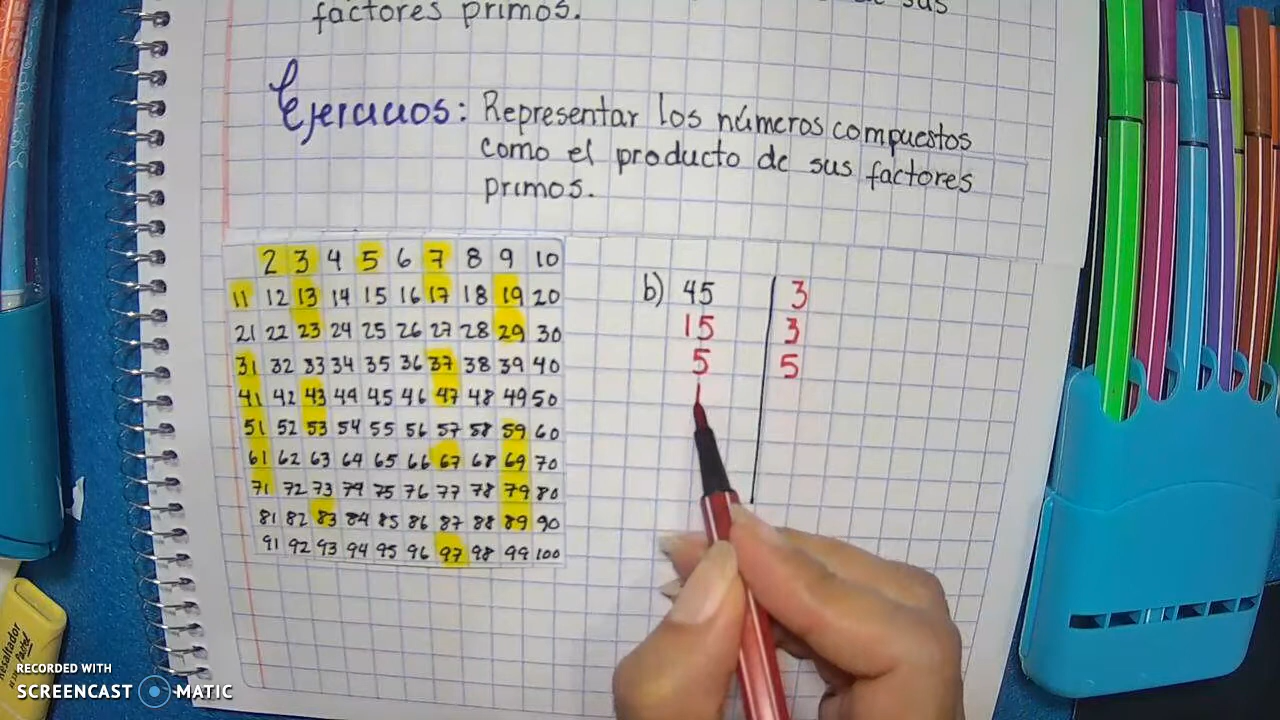 sus
factores primos.
Ejercicios: Representar los números compuestos
como el producto de sus factores
primos.
2 3 4 5 6 7 8 9 10
11 12 13 14 15 16 17 18 19 20
21 22 23 24 25 26 27 28 29 30
31 32 33 34 35 36 37 38 39 40
41 42 43 44 45 46 47 48 49 50
51 52 53 54 55 56 57 58 59 60
61 62 63 64 65 66 67 68 69 70
71 72 73 74 75 76 77 78 79 80
81 82 83 84 85 86 87 88 89 90
91 92 93 94 95 96 97 98 99 100
b) 45 3
15 3
5 5
1
Resaltador
RECORDED WITH
SCREENCAST MATIC